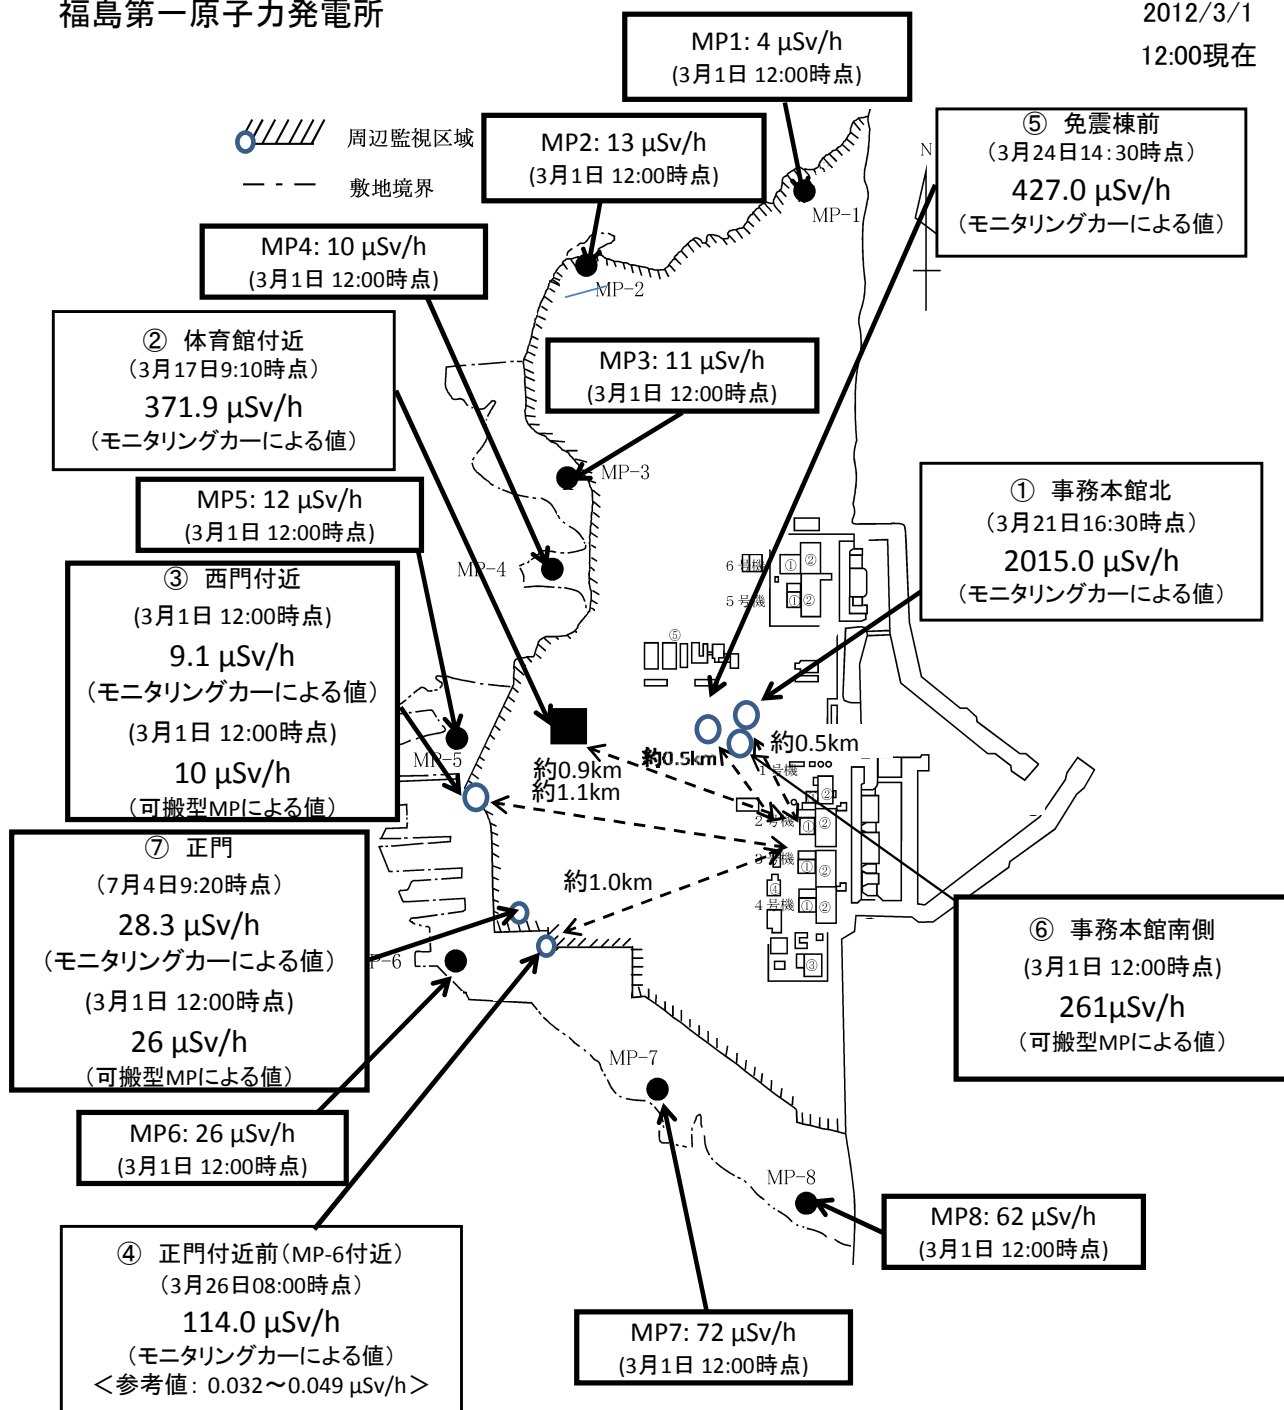 福島第一原子力発電所
2012/3/1
12:00現在
MP1: 4 μSv/h
(3月1日 12:00時点)
周辺監視区域
敷地境界
MP2: 13 μSv/h
(3月1日 12:00時点)
⑤ 免震棟前
(3月24日14:30時点)
427.0 μSv/h
(モニタリングカーによる値)
N
MP-1
MP4: 10 μSv/h
(3月1日 12:00時点)
MP-2
② 体育館付近
(3月17日9:10時点)
371.9 μSv/h
(モニタリングカーによる値)
MP3: 11 μSv/h
(3月1日 12:00時点)
MP-3
MP5: 12 μSv/h
(3月1日 12:00時点)
① 事務本館北
(3月21日16:30時点)
2015.0 μSv/h
(モニタリングカーによる値)
MP-4
6号機
①
②
5号機
①
②
③ 西門付近
(3月1日 12:00時点)
9.1 μSv/h
(モニタリングカーによる値)
(3月1日 12:00時点)
10 μSv/h
(可搬型MPによる値)
⑤
MP-5
約0.9km
約1.1km
約0.5km
約0.5km
1号機
②
2号機
①
②
3号機
①
②
④
4号機
①
②
③
約1.0km
⑦ 正門
(7月4日9:20時点)
28.3 μSv/h
(モニタリングカーによる値)
(3月1日 12:00時点)
26 μSv/h
(可搬型MPによる値)
P-6
⑥ 事務本館南側
(3月1日 12:00時点)
261μSv/h
(可搬型MPによる値)
MP-7
MP6: 26 μSv/h
(3月1日 12:00時点)
MP-8
MP8: 62 μSv/h
(3月1日 12:00時点)
④ 正門付近前(MP-6付近)
(3月26日08:00時点)
114.0 μSv/h
(モニタリングカーによる値)
<参考値: 0.032~0.049 μSv/h>
MP7: 72 μSv/h
(3月1日 12:00時点)